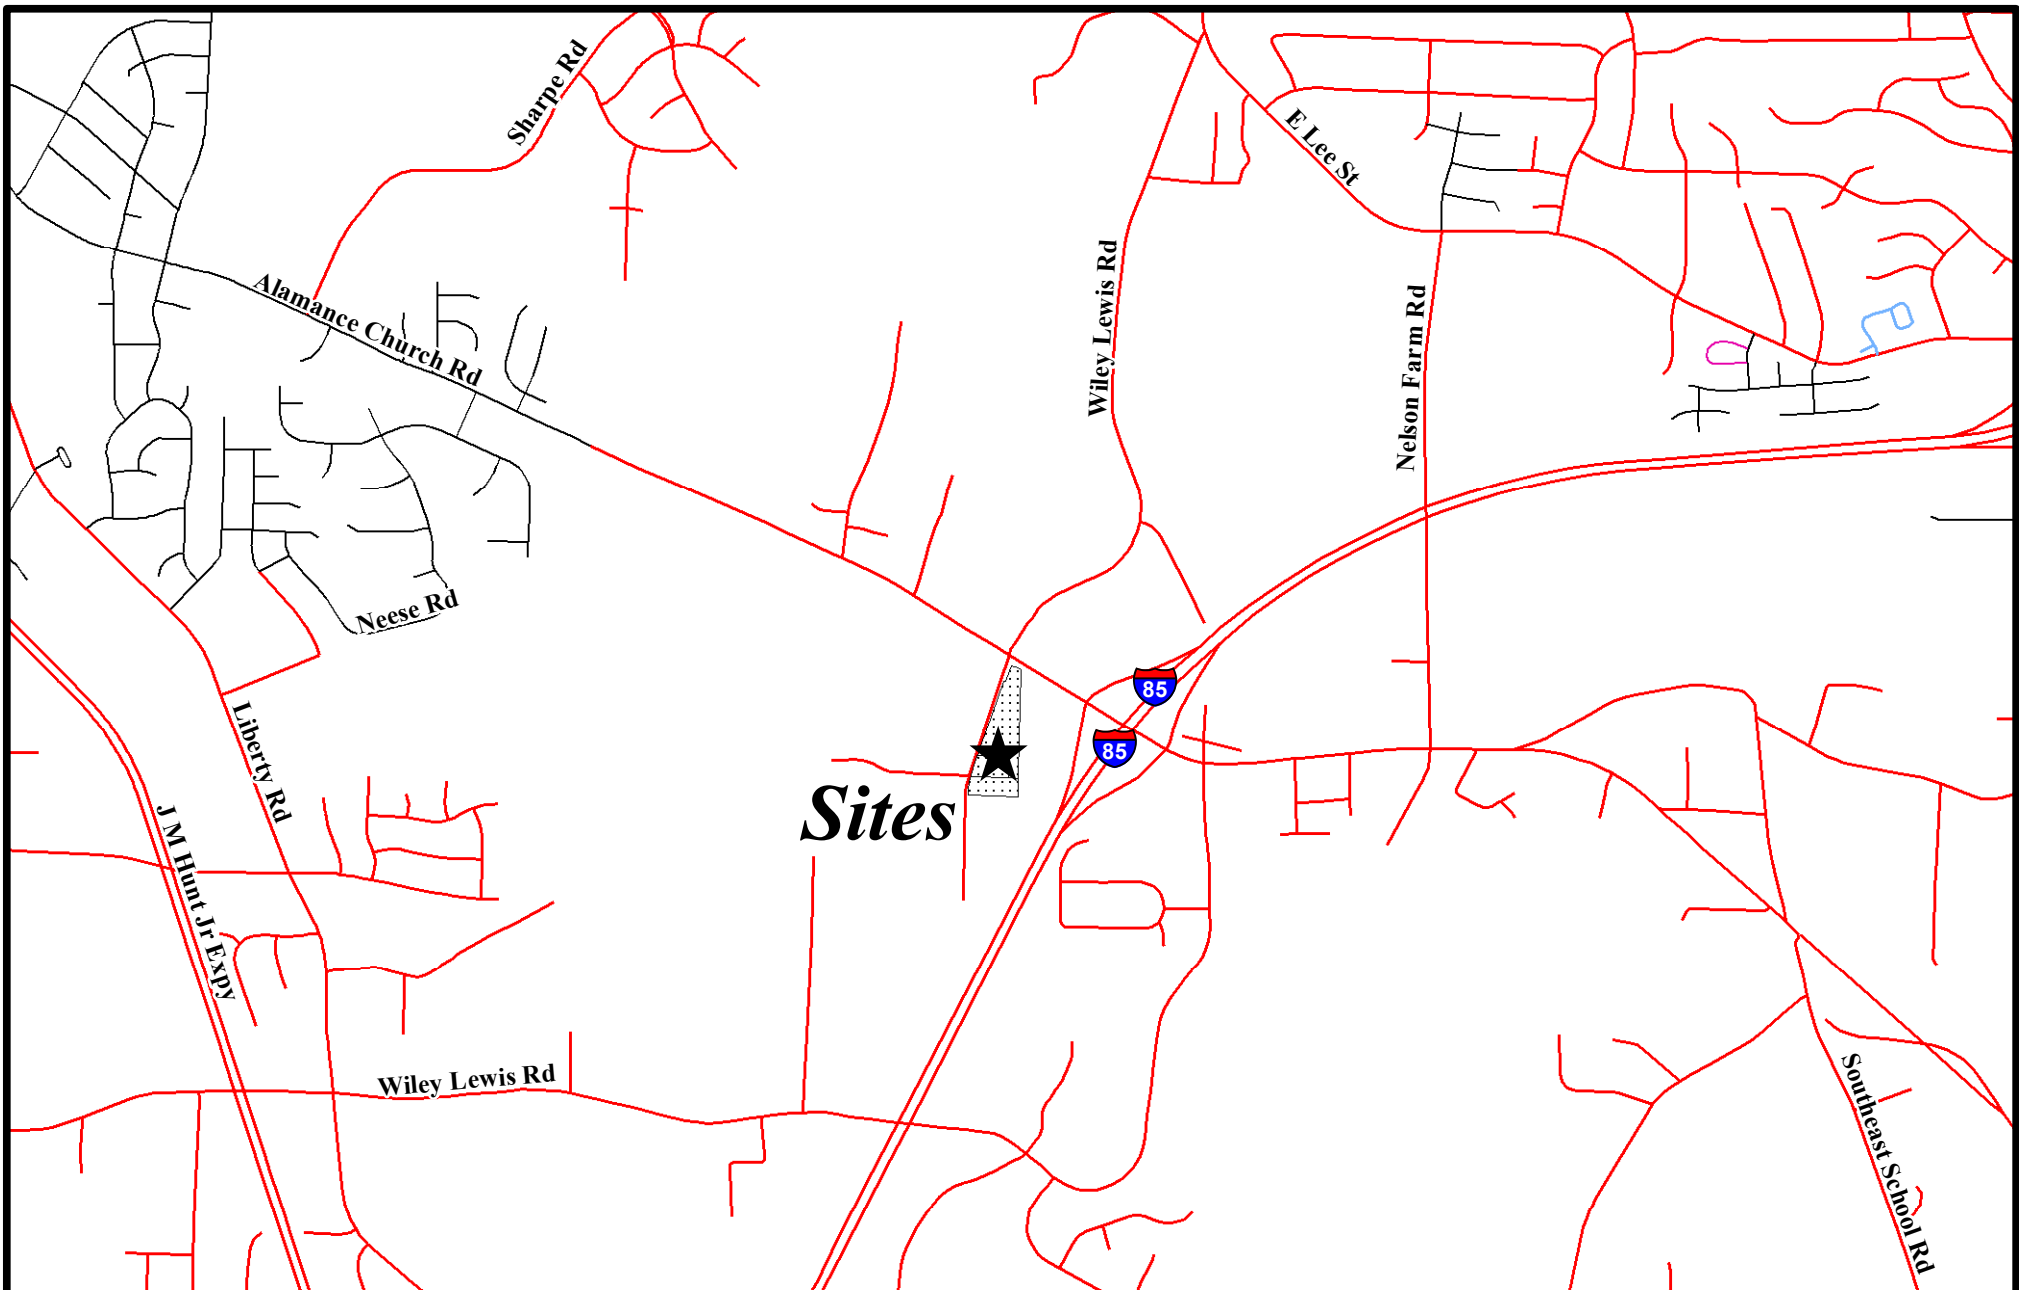 Sharpe Rd
E Lee St
Alamance Church Rd
Wiley Lewis Rd
Nelson Farm Rd
Neese Rd
85
85
Liberty Rd
Sites
J M Hunt Jr Expy
Wiley Lewis Rd
Southeast School Rd